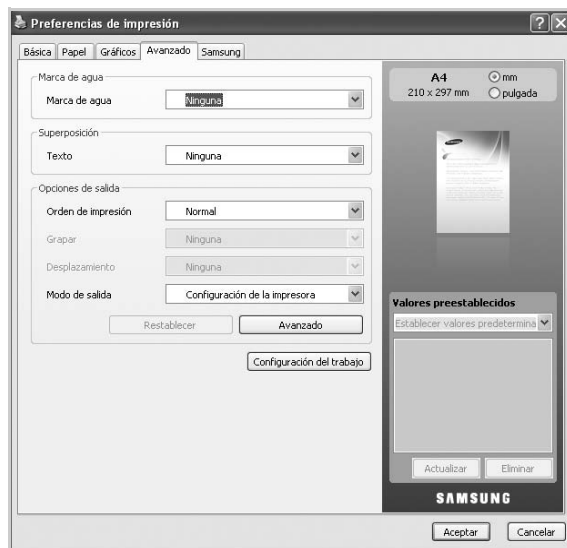 Preferencias de impresión
Básica Papel Gráficos Avanzado Samsung
Marca de agua
Marca de agua Ninguna
Superposición
Texto Ninguna
Opciones de salida
Orden de impresión Normal
Grapar Ninguna
Desplazamiento Ninguna
Modo de salida Configuración de la impresora
Restablecer Avanzado
Configuración del trabajo
A4
210 x 297 mm
mm
pulgada
Valores preestablecidos
Establecer valores predetermina
Actualizar Eliminar
SAMSUNG
Aceptar Cancelar